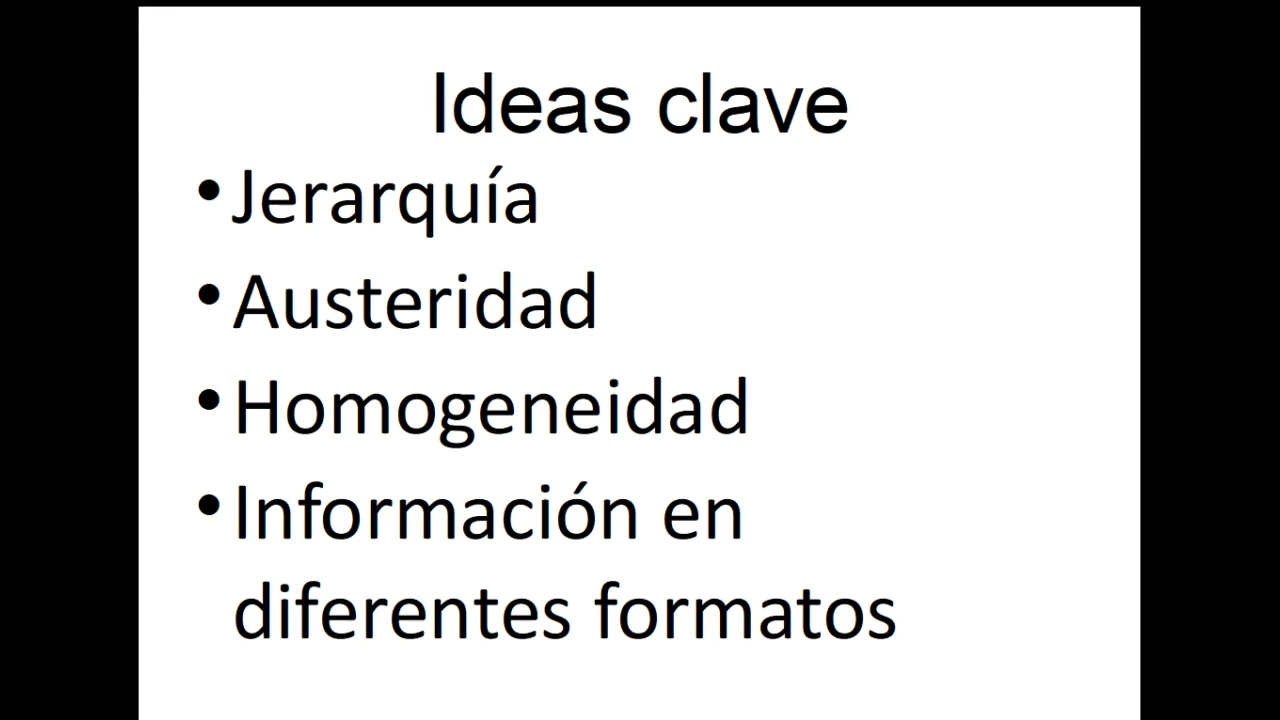 Ideas clave
• Jerarquía
• Austeridad
• Homogeneidad
• Información en
diferentes formatos